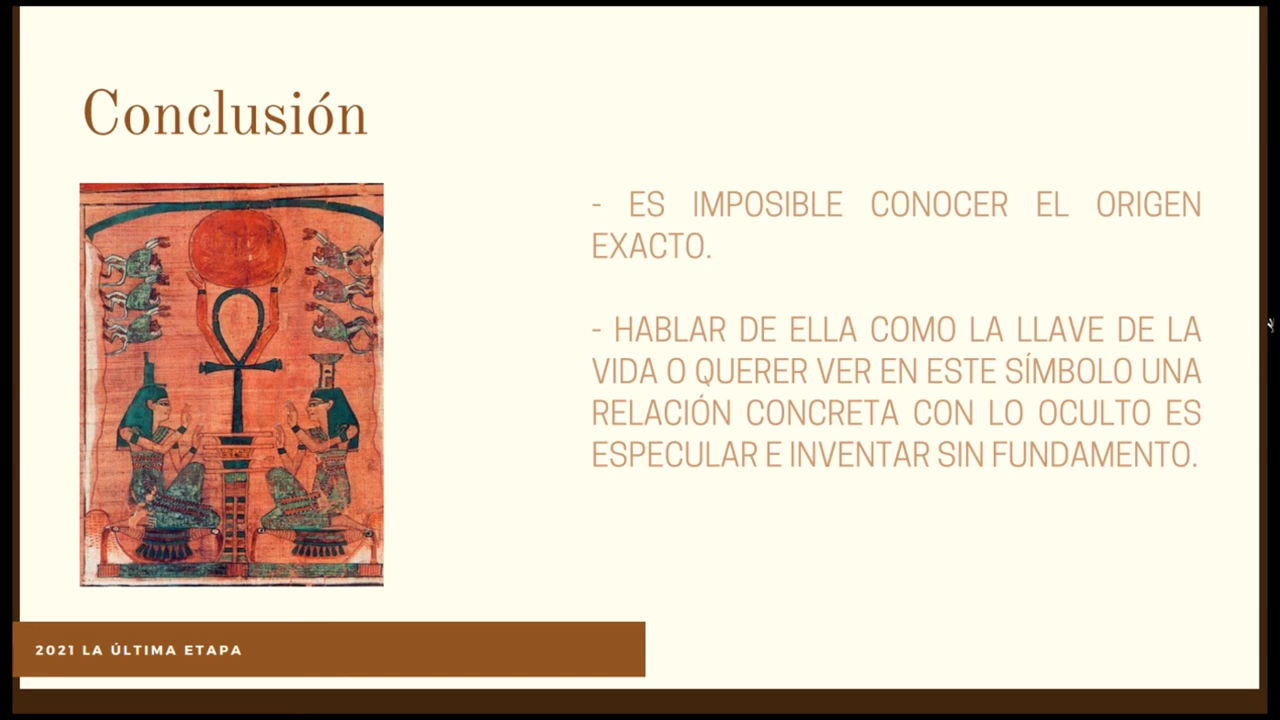 Conclusión
- ES IMPOSIBLE CONOCER EL ORIGEN
EXACTO.
- HABLAR DE ELLA COMO LA LLAVE DE LA
VIDA O QUERER VER EN ESTE SÍMBOLO UNA
RELACIÓN CONCRETA CON LO OCULTO ES
ESPECULAR E INVENTAR SIN FUNDAMENTO.
2021 LA ÚLTIMA ETAPA